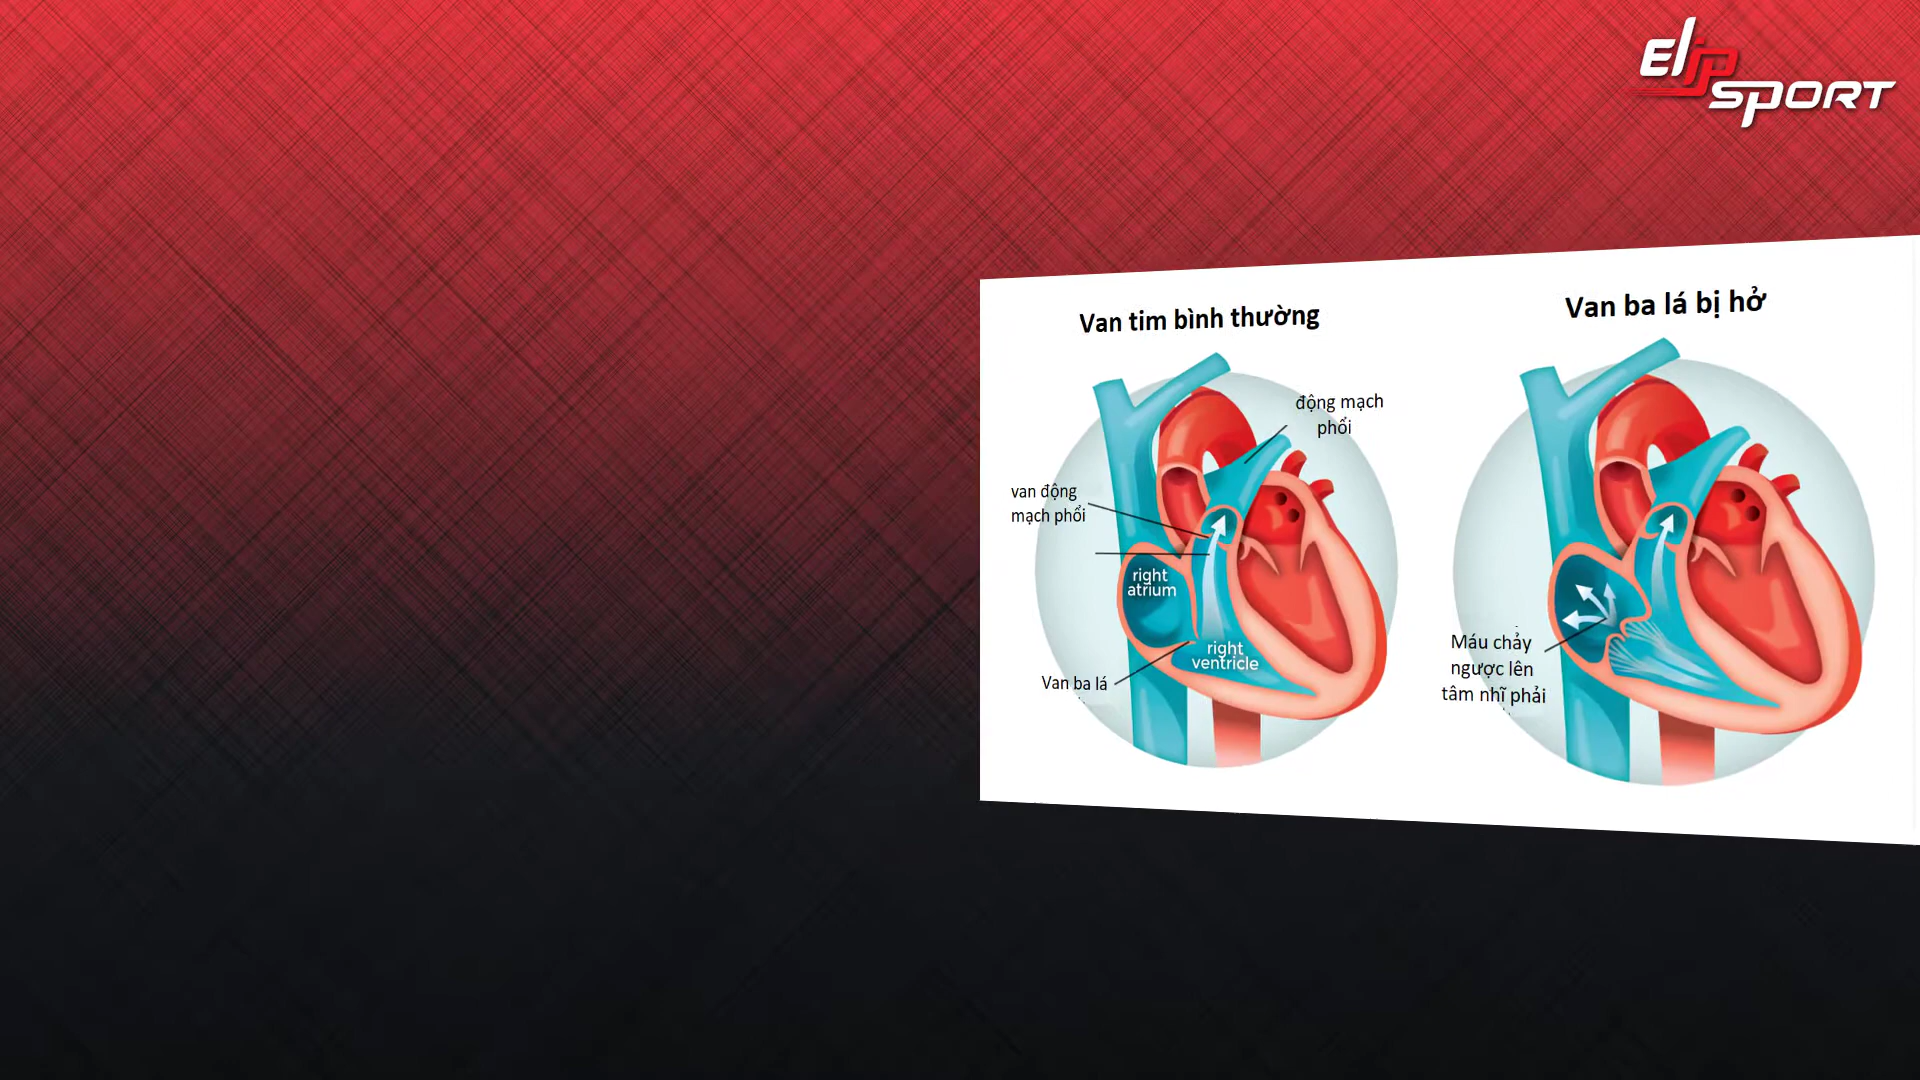 Elip
SPORT
Van tim bình thường
động mạch
phổi
van động
mạch phổi
right
atrium
right
ventricle
Van ba lá
Van ba lá bị hở
Máu chảy
ngược lên
tâm nhĩ phải